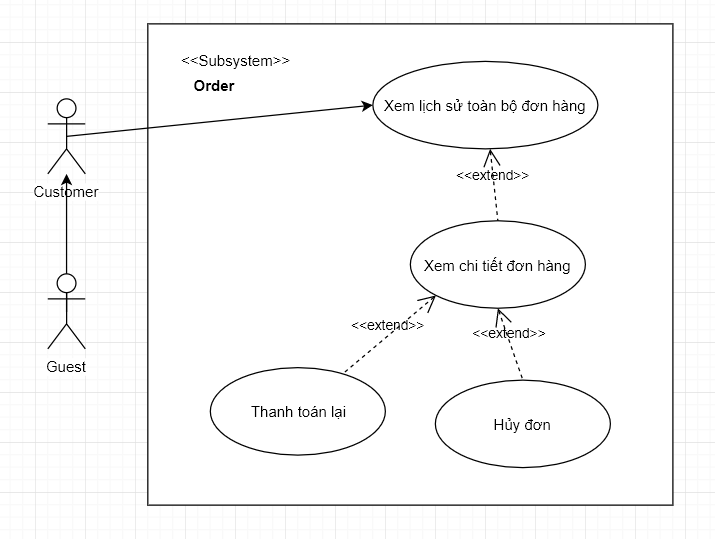 <<Subsystem>>
Order
Xem lịch sử toàn bộ đơn hàng
<<extend>>
Customer
Xem chi tiết đơn hàng
<<extend>>
<<extend>>
Guest
Thanh toán lại
Hủy đơn